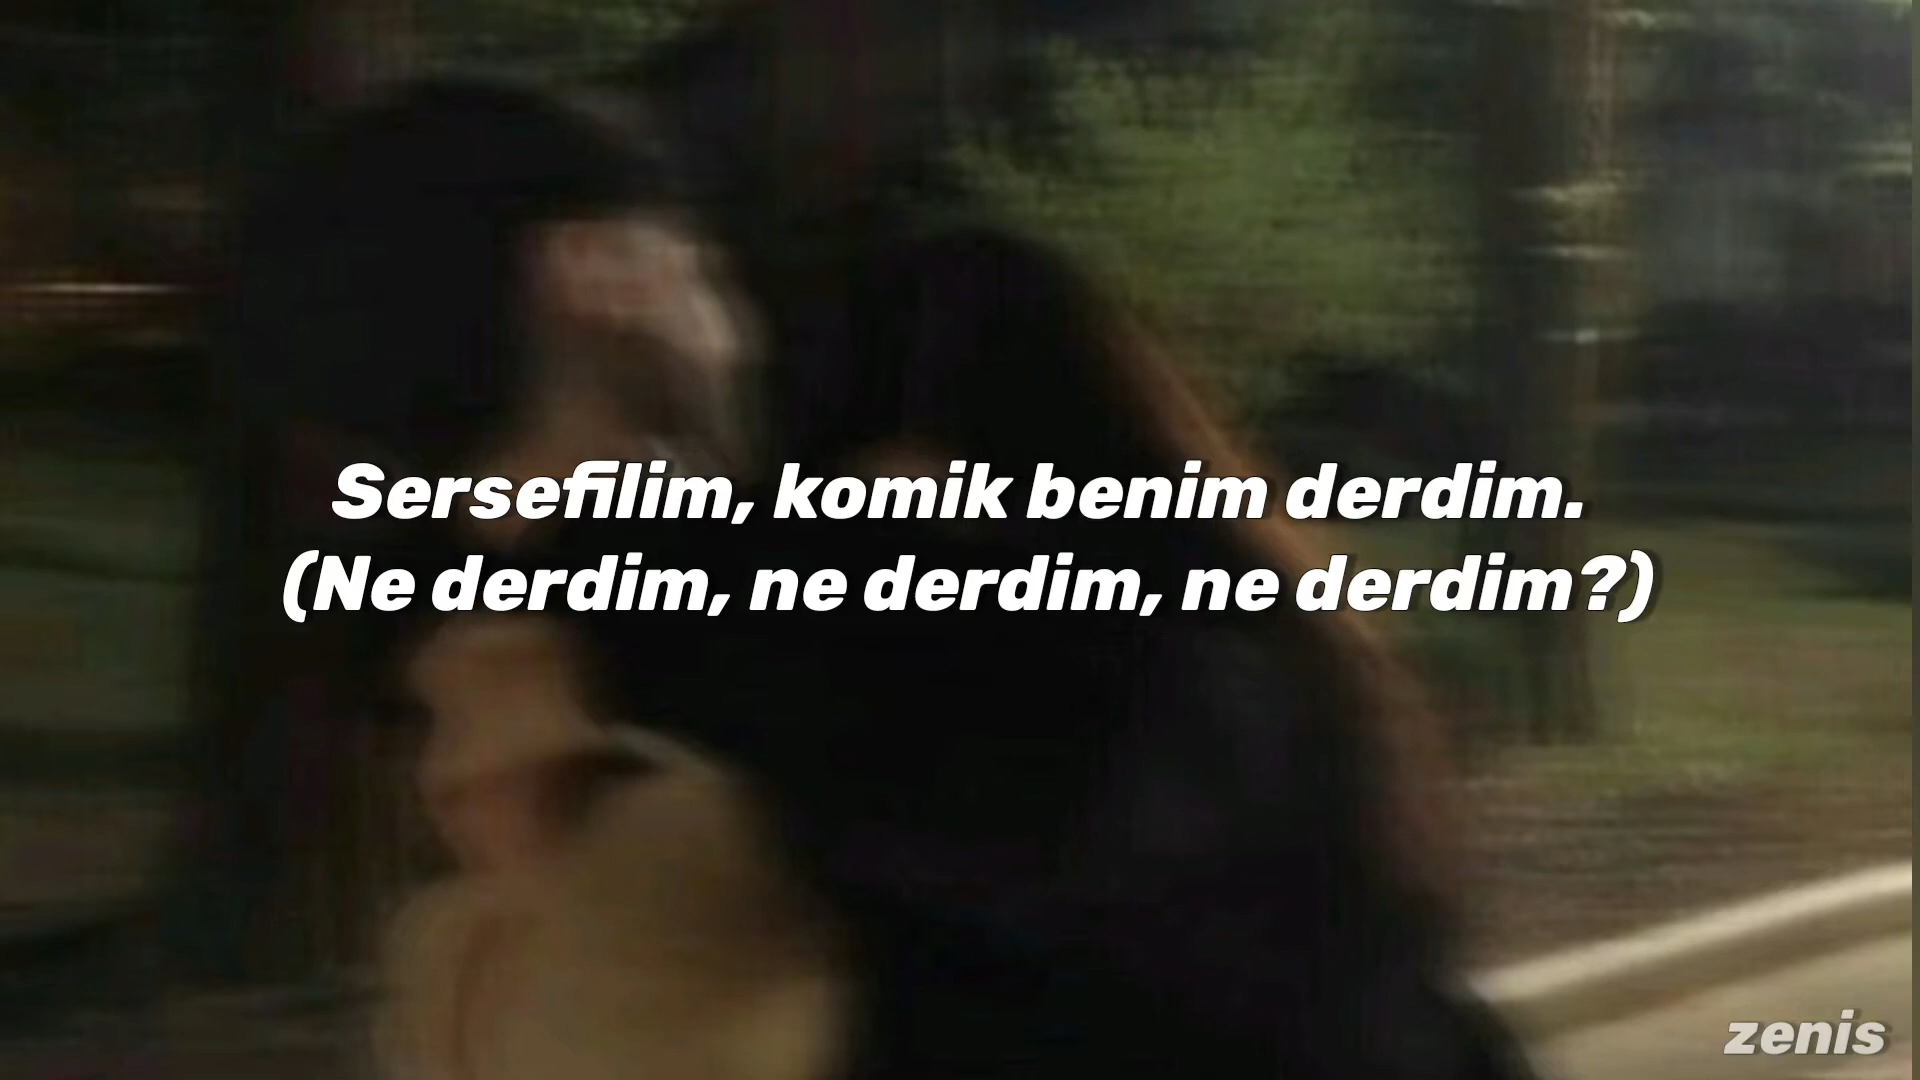 Sersefilim, komik benim derdim.
(Ne derdim, ne derdim, ne derdim?)
zenis